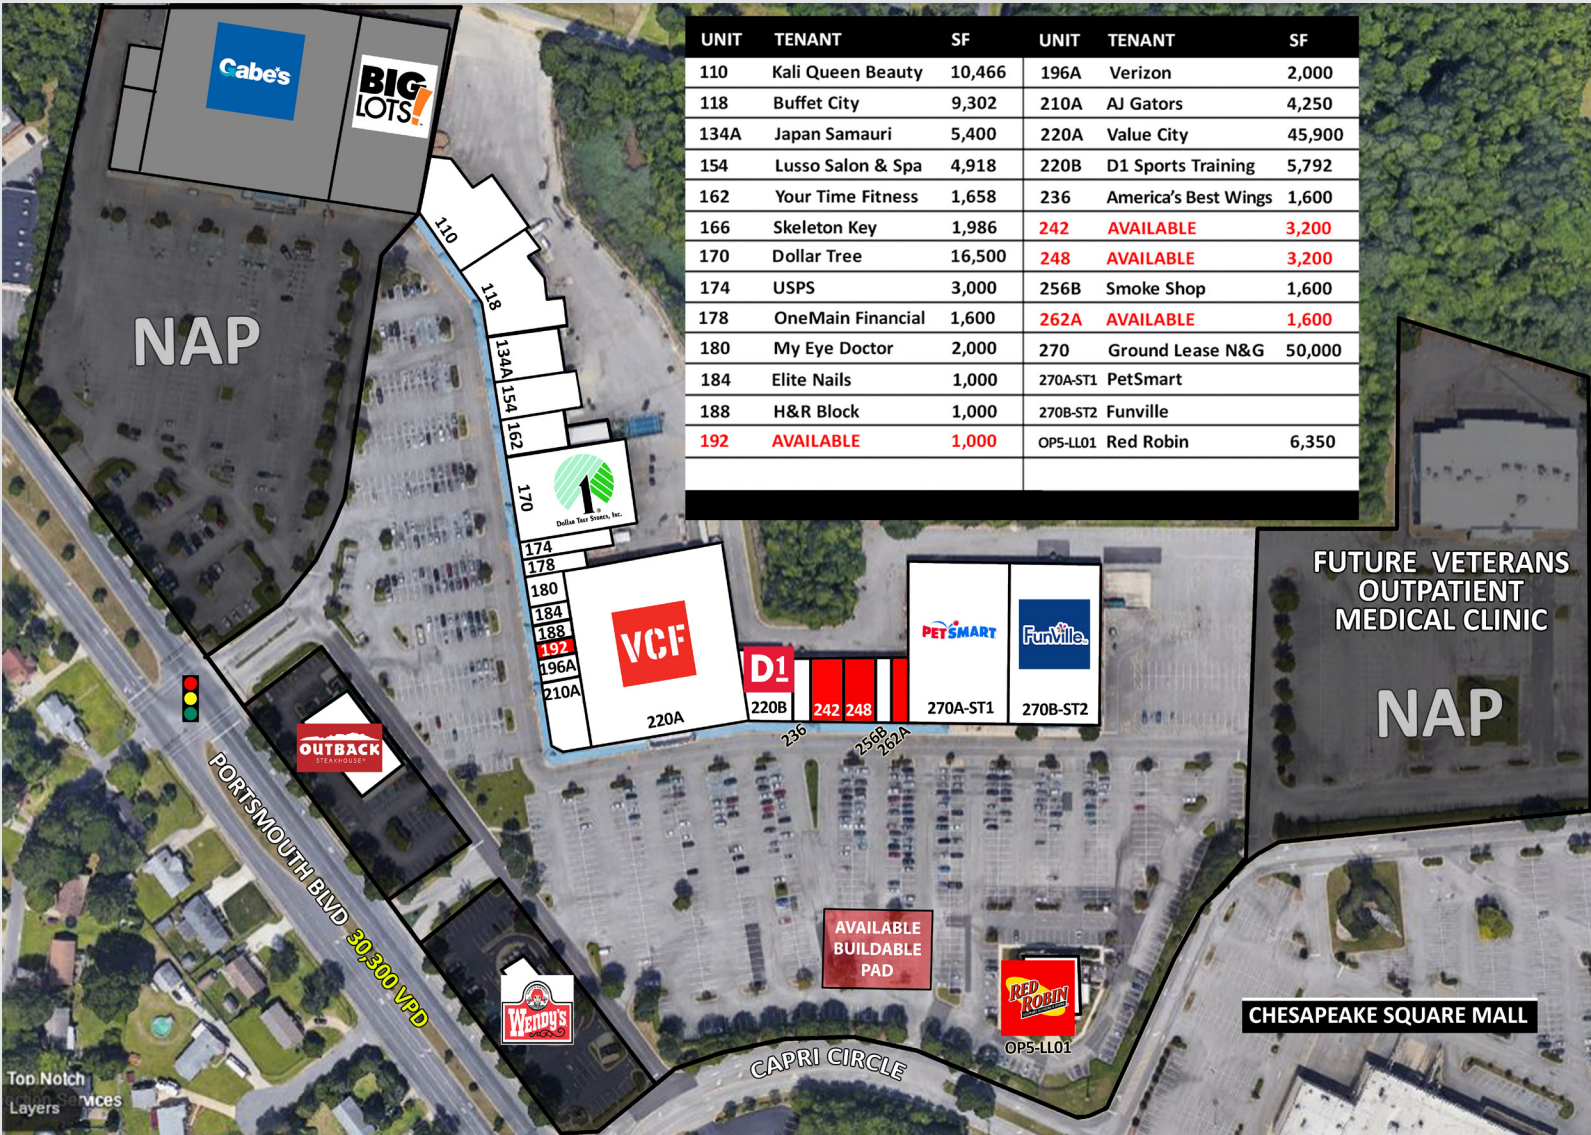 UNIT TENANT SF UNIT TENANT SF
110 Kali Queen Beauty 10,466 196A Verizon 2,000
118 Buffet City 9,302 210A AJ Gators 4,250
134A Japan Samauri 5,400 220A Value City 45,900
154 Lusso Salon & Spa 4,918 220B D1 Sports Training 5,792
162 Your Time Fitness 1,658 236 America's Best Wings 1,600
166 Skeleton Key 1,986 242 AVAILABLE 3,200
170 Dollar Tree 16,500 248 AVAILABLE 3,200
174 USPS 3,000 256B Smoke Shop 1,600
178 OneMain Financial 1,600 262A AVAILABLE 1,600
180 My Eye Doctor 2,000 270 Ground Lease N&G 50,000
184 Elite Nails 1,000 270A-ST1 PetSmart
188 H&R Block 1,000 270B-ST2 Funville
192 AVAILABLE 1,000 OP5-LL01 Red Robin 6,350
Gabe's
BIG
LOTS!
NAP
110
118
134A
154
162
170
DOLLAR TREE STORES, INC.
174
178
180
184
188
192
196A
210A
VCF
220A
D1
220B
236
242
248
256B
262A
PETSMART
270A-ST1
FunVille
270B-ST2
FUTURE VETERANS
OUTPATIENT
MEDICAL CLINIC
NAP
OUTBACK
STEAKHOUSE
PORTSMOUTH BLVD 30,300 VPD
WENDY'S
AVAILABLE
BUILDABLE
PAD
RED
ROBIN
OP5-LL01
CAPRI CIRCLE
CHESAPEAKE SQUARE MALL
Top Notch
Services
Layers